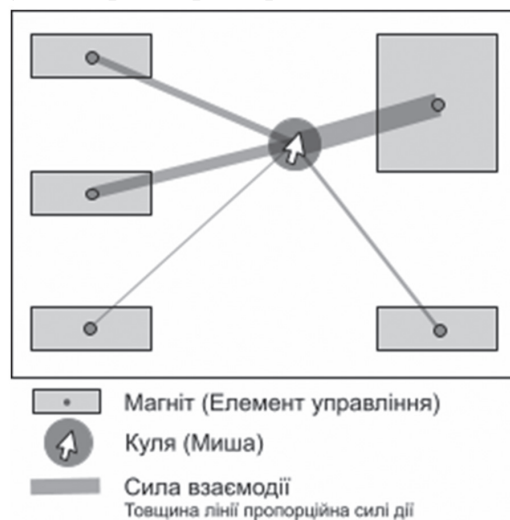 Магніт (Елемент управління)
Куля (Миша)
Сила взаємодії
Товщина лінії пропорційна силі дії